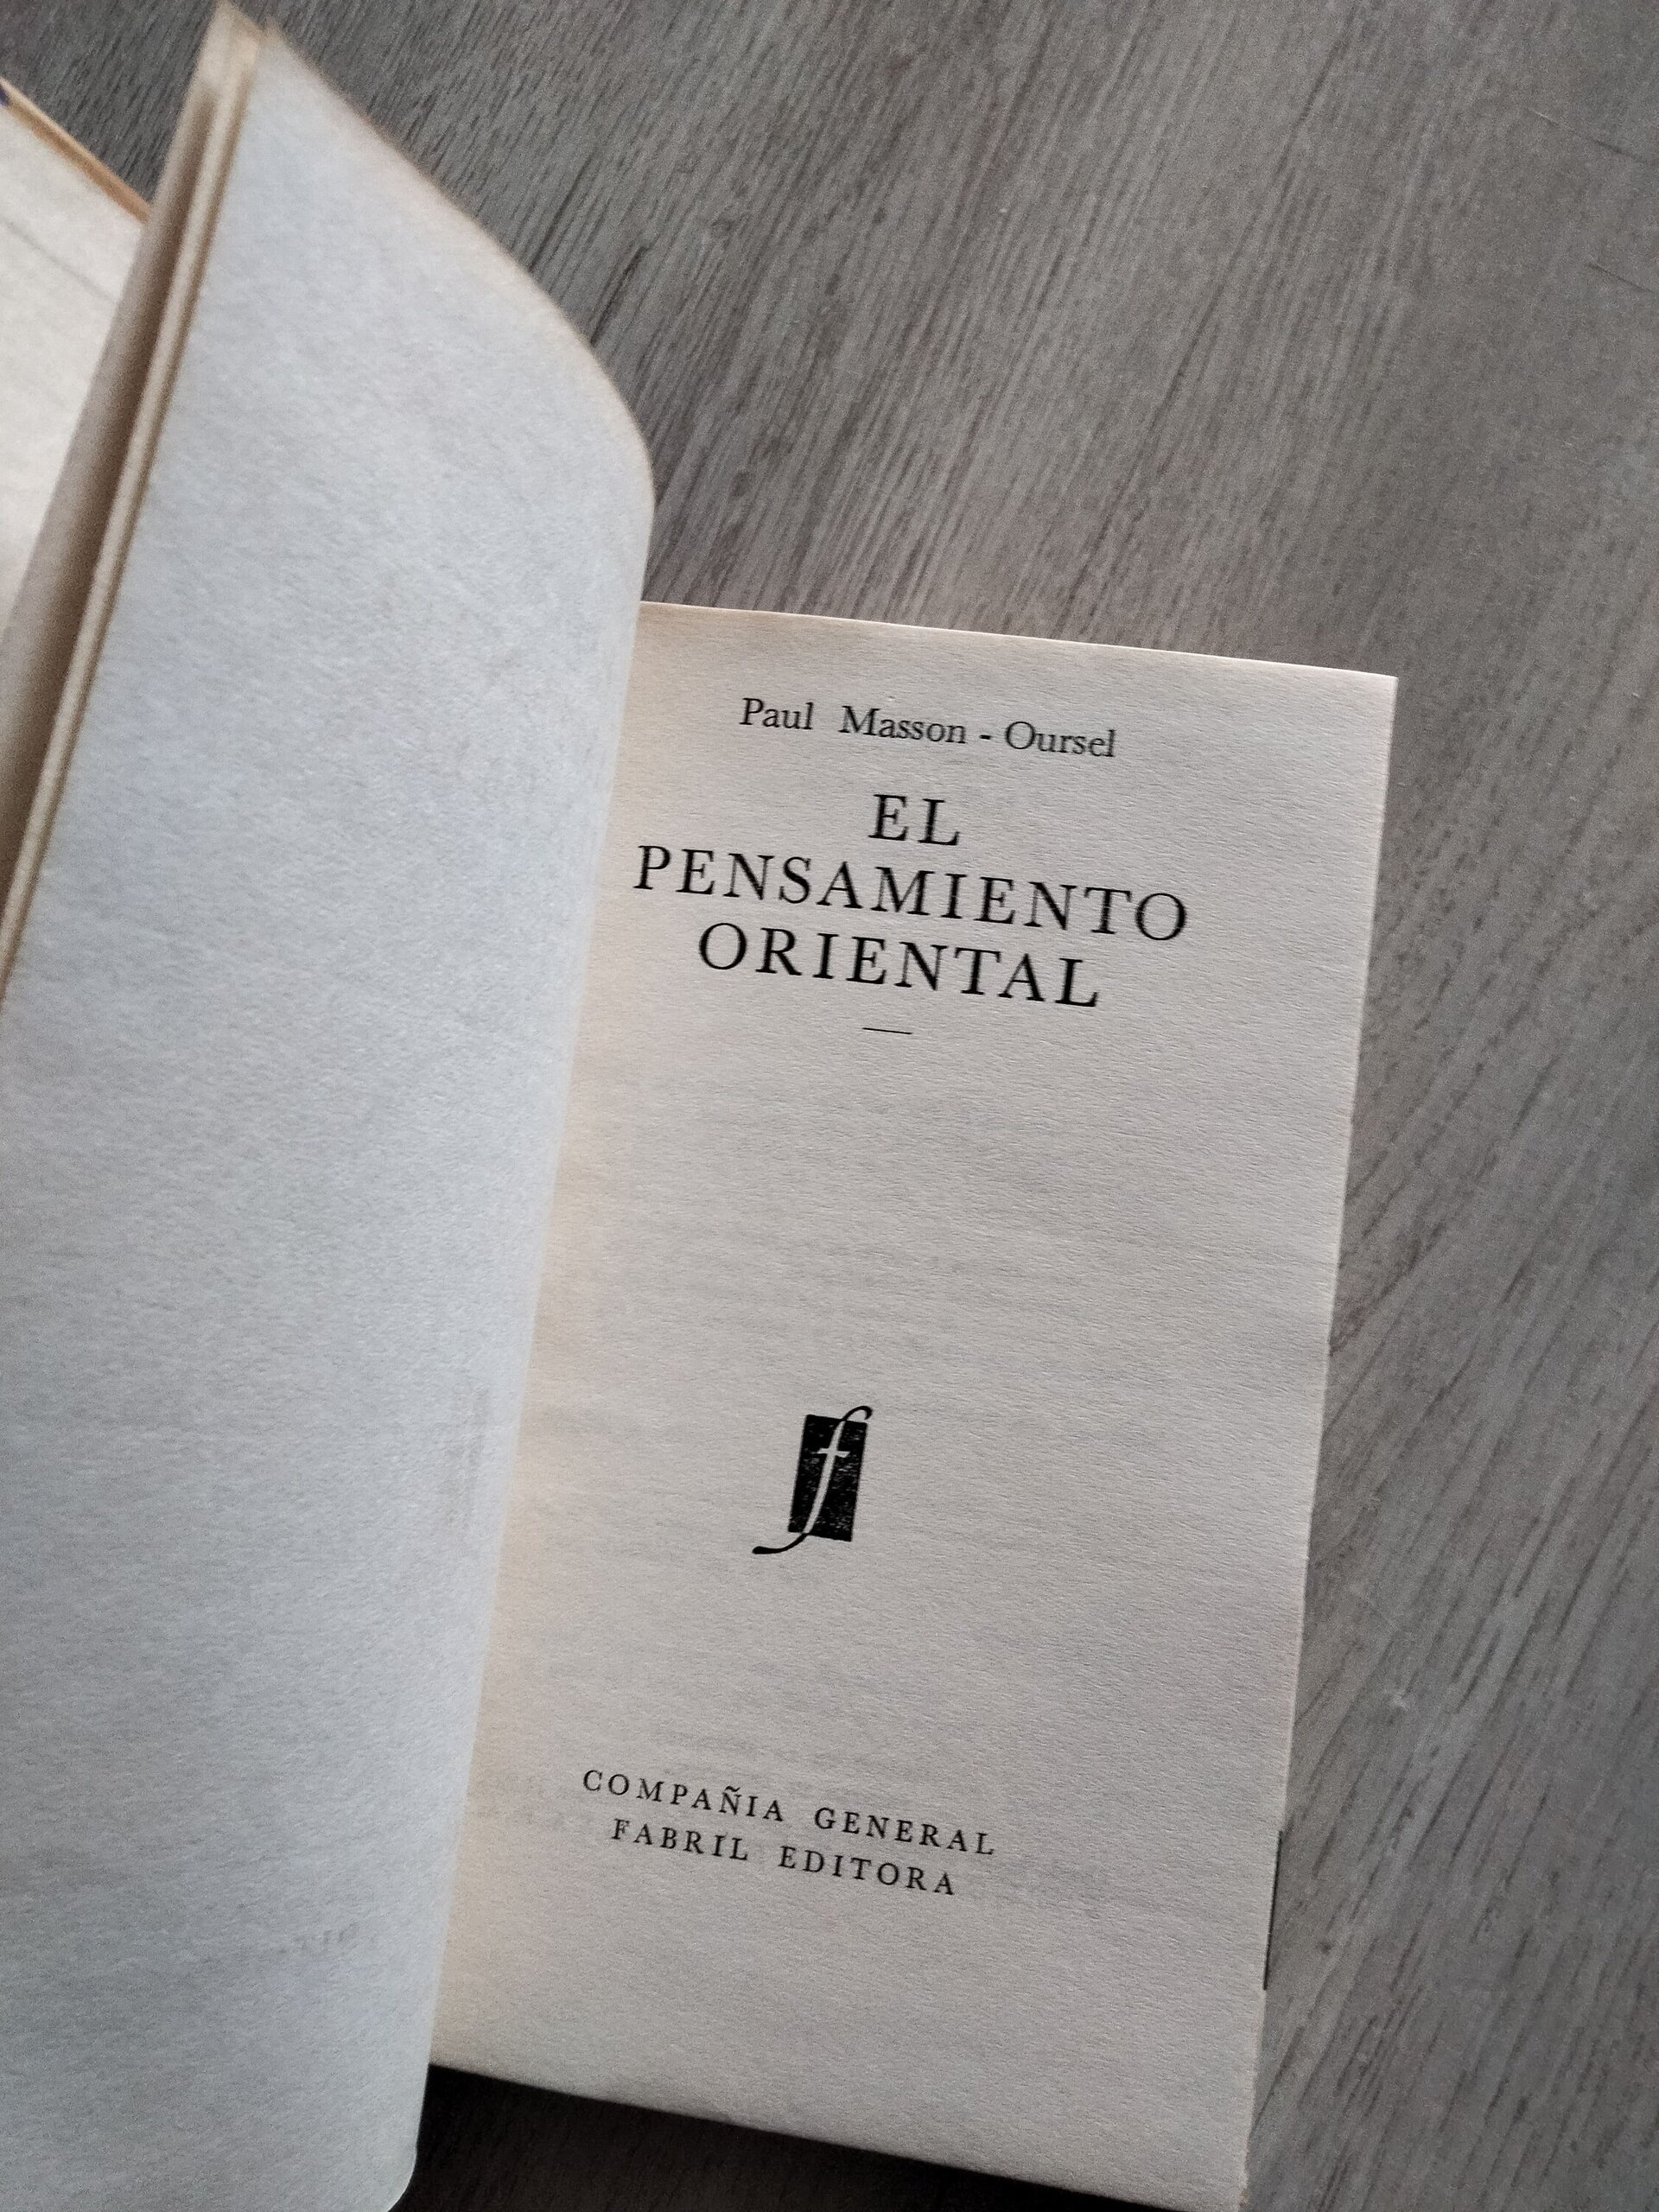 Paul Masson - Oursel
EL
PENSAMIENTO
ORIENTAL
f
COMPAÑIA GENERAL
FABRIL EDITORA